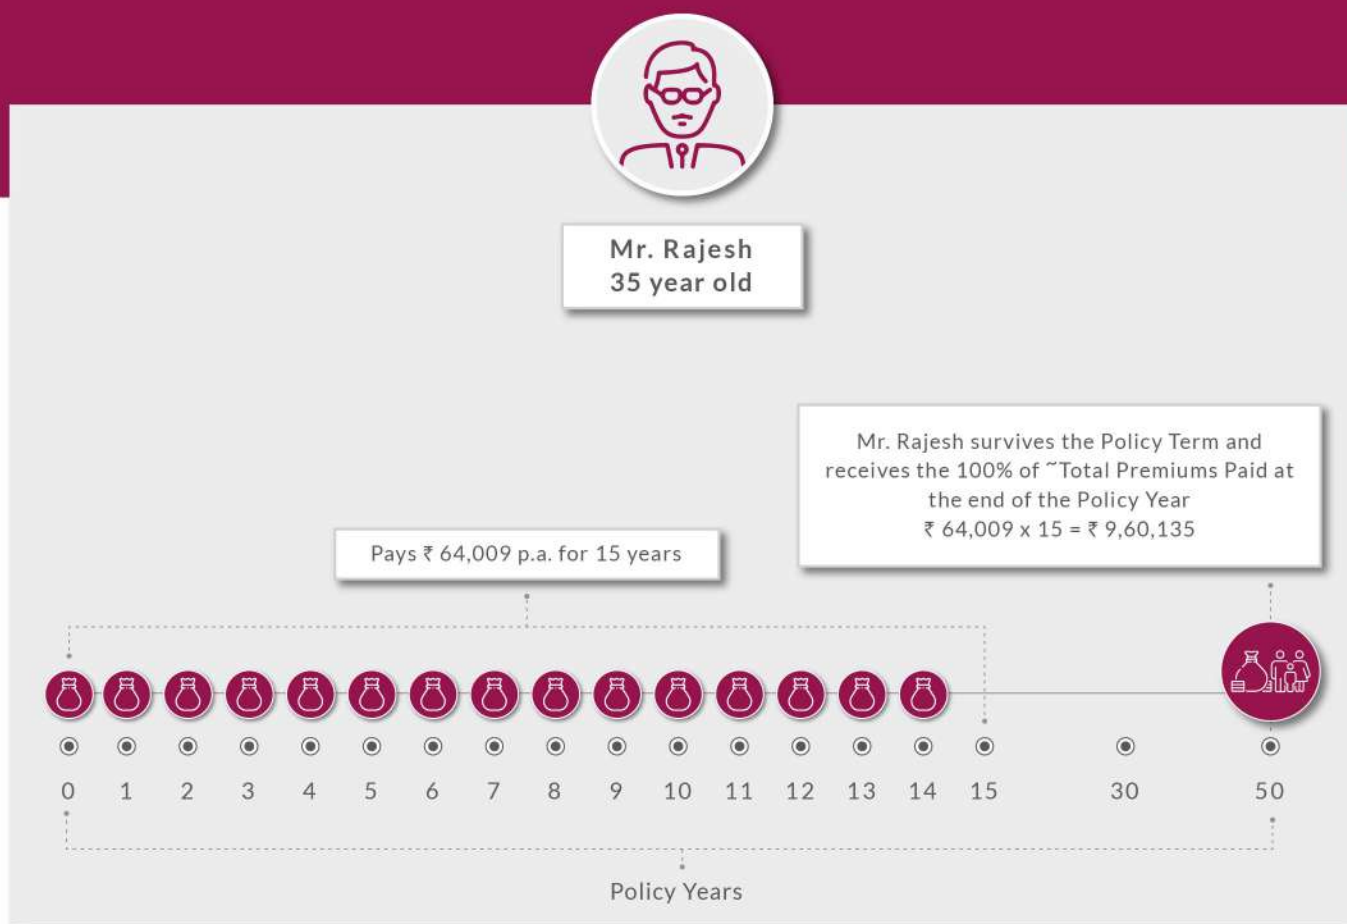 Mr. Rajesh
35 year old
Mr. Rajesh survives the Policy Term and
receives the 100% of ~Total Premiums Paid at
the end of the Policy Year
₹ 64,009 x 15 = ₹ 9,60,135
Pays ₹ 64,009 p.a. for 15 years
0 1 2 3 4 5 6 7 8 9 10 11 12 13 14 15 30 50
Policy Years